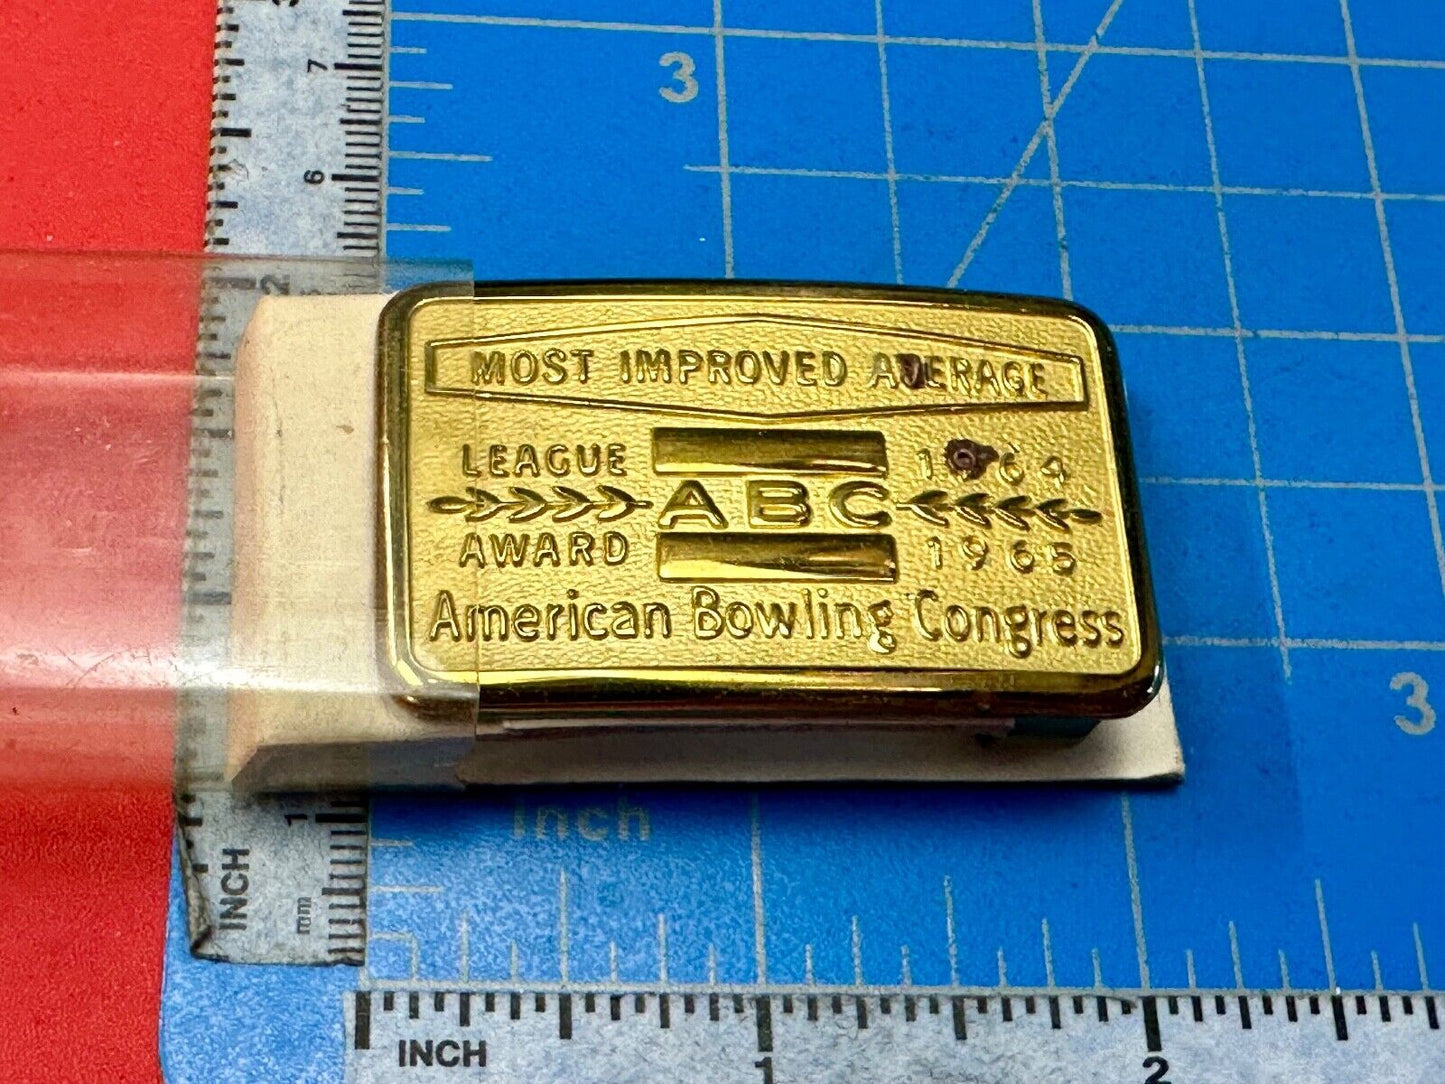 3
7
6
2
MOST IMPROVED AVERAGE
LEAGUE 1964
ABC
AWARD 1965
American Bowling Congress
3
Inch
1
INCH
mm
INCH
1
2